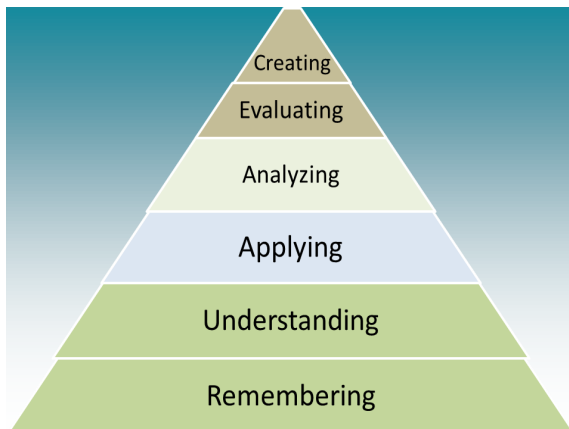 Creating
Evaluating
Analyzing
Applying
Understanding
Remembering